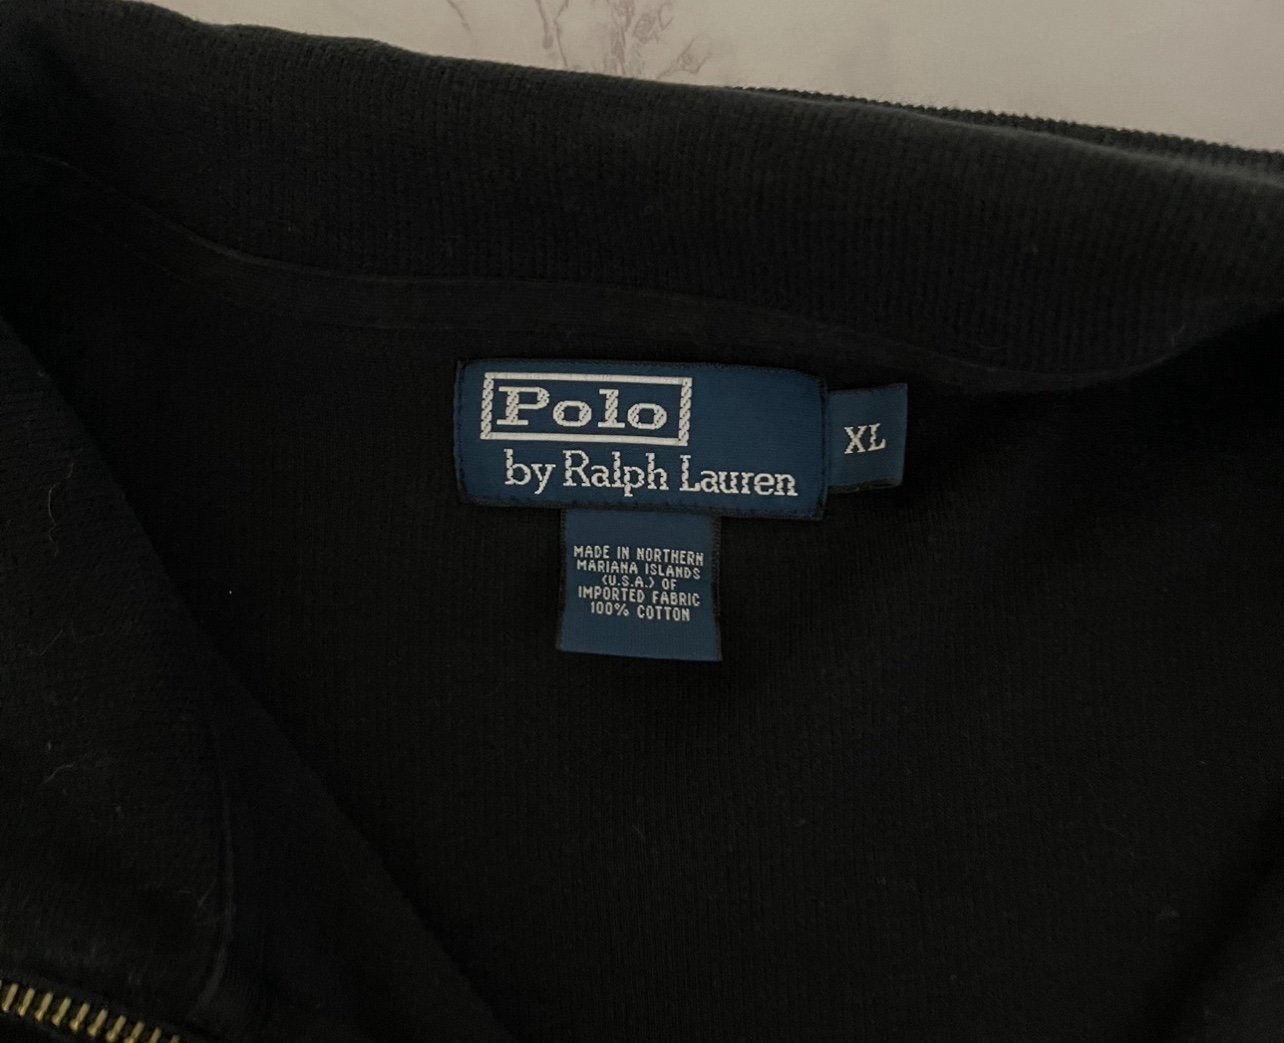 Polo
by Ralph Lauren
XL
MADE IN NORTHERN
MARIANA ISLANDS
(U.S.A.) OF
IMPORTED FABRIC
100% COTTON